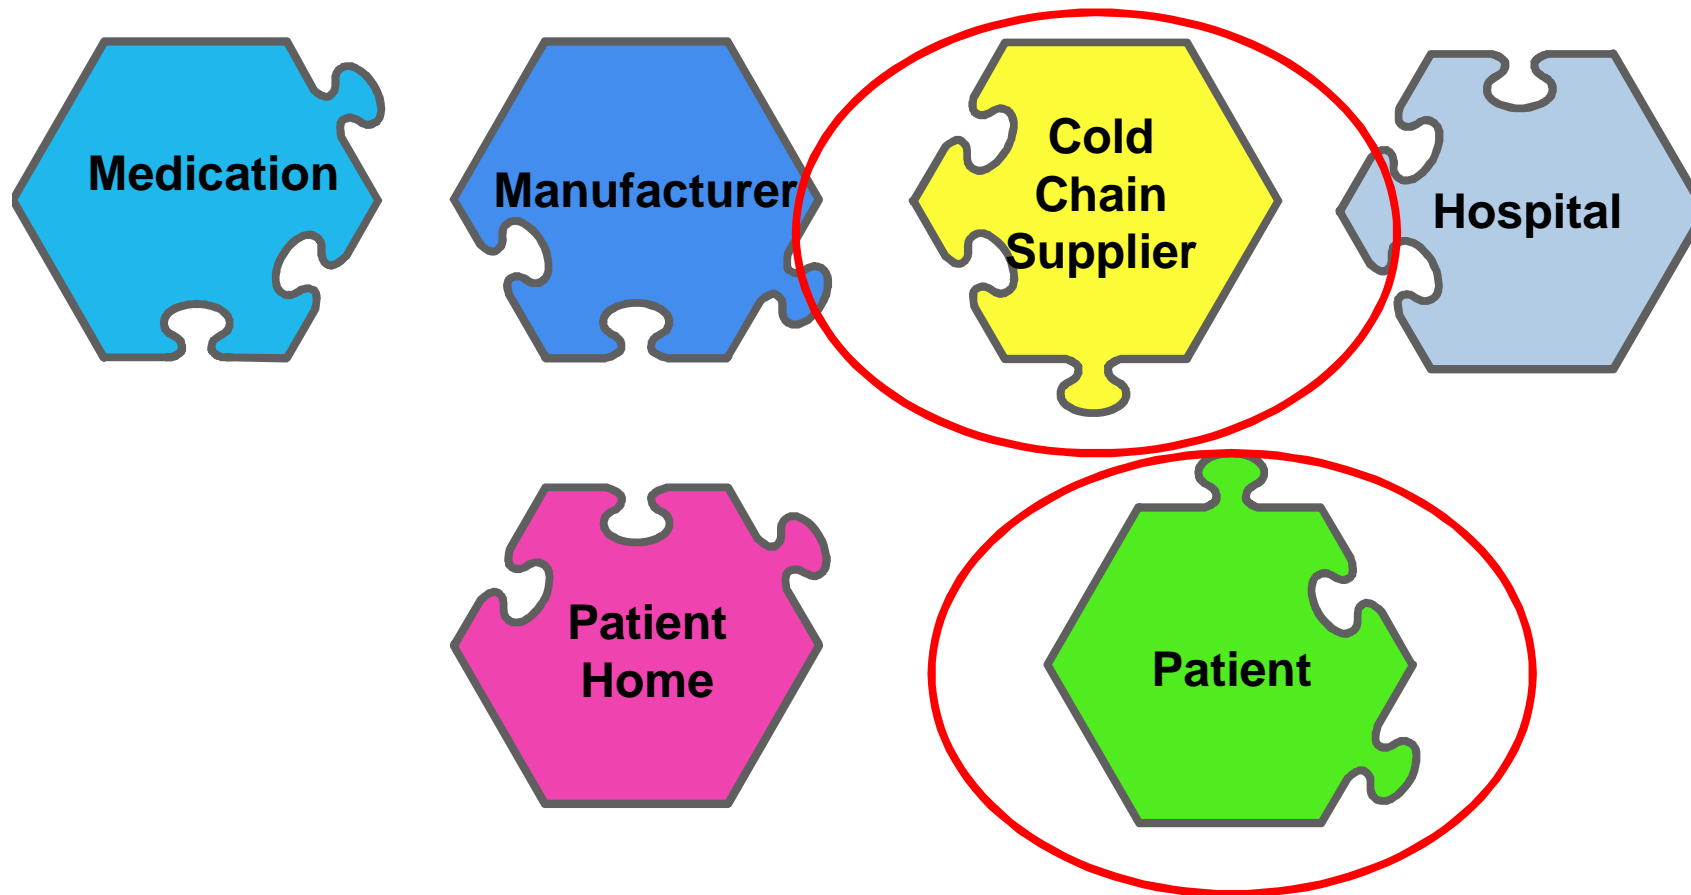 Medication
Manufacturer
Cold
Chain
Supplier
Hospital
Patient
Home
Patient